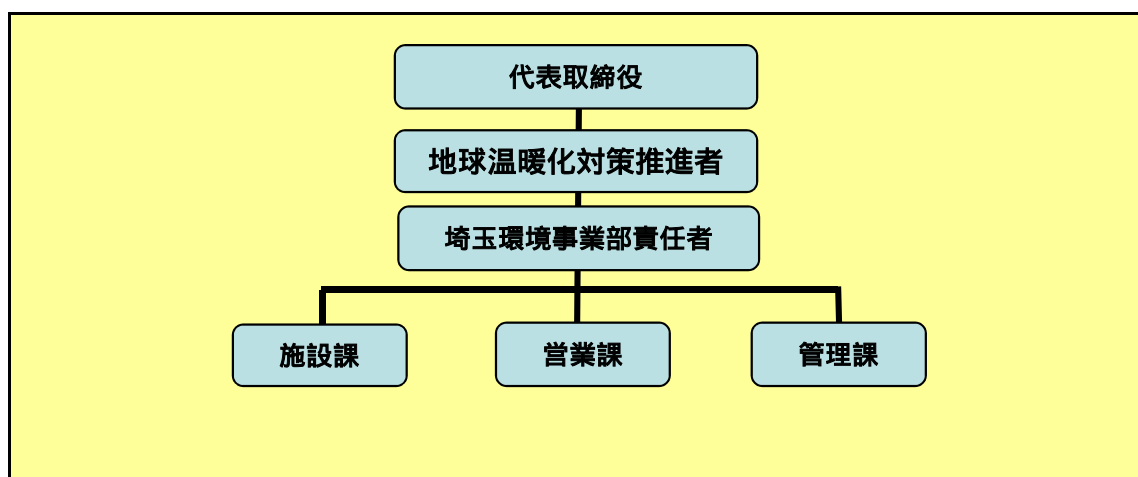 代表取締役
地球温暖化対策推進者
埼玉環境事業部責任者
施設課
営業課
管理課